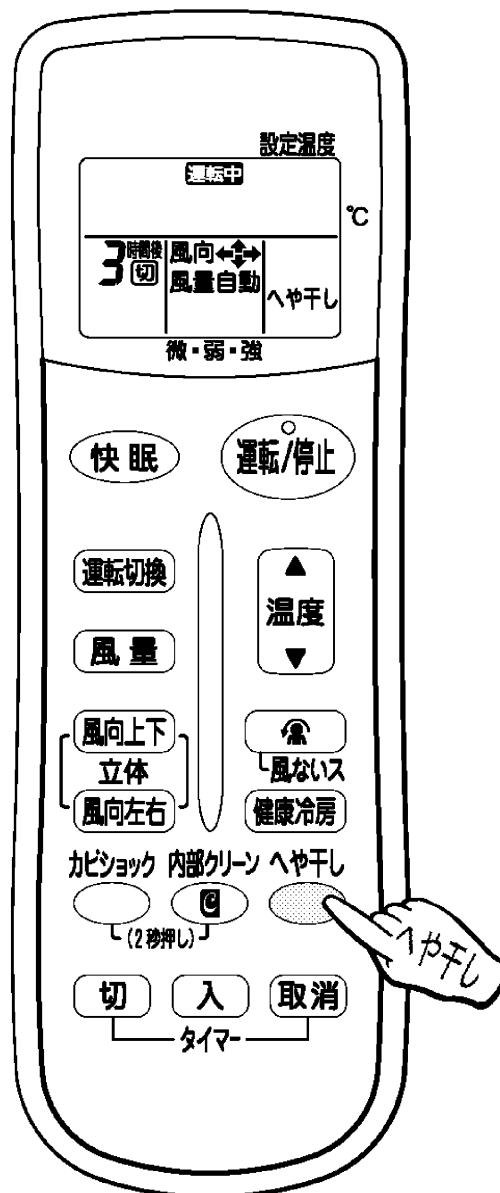 設定温度
運転中
℃
3時間後 切
風向
風量自動
へや干し
微・弱・強
快眠
運転/停止
運転切換
▲
温度
▼
風量
風向上下
立体
風向左右
風ないス
健康冷房
カビショック 内部クリーン へや干し
C
(2秒押し)
へや干し
切 入 取消
タイマー